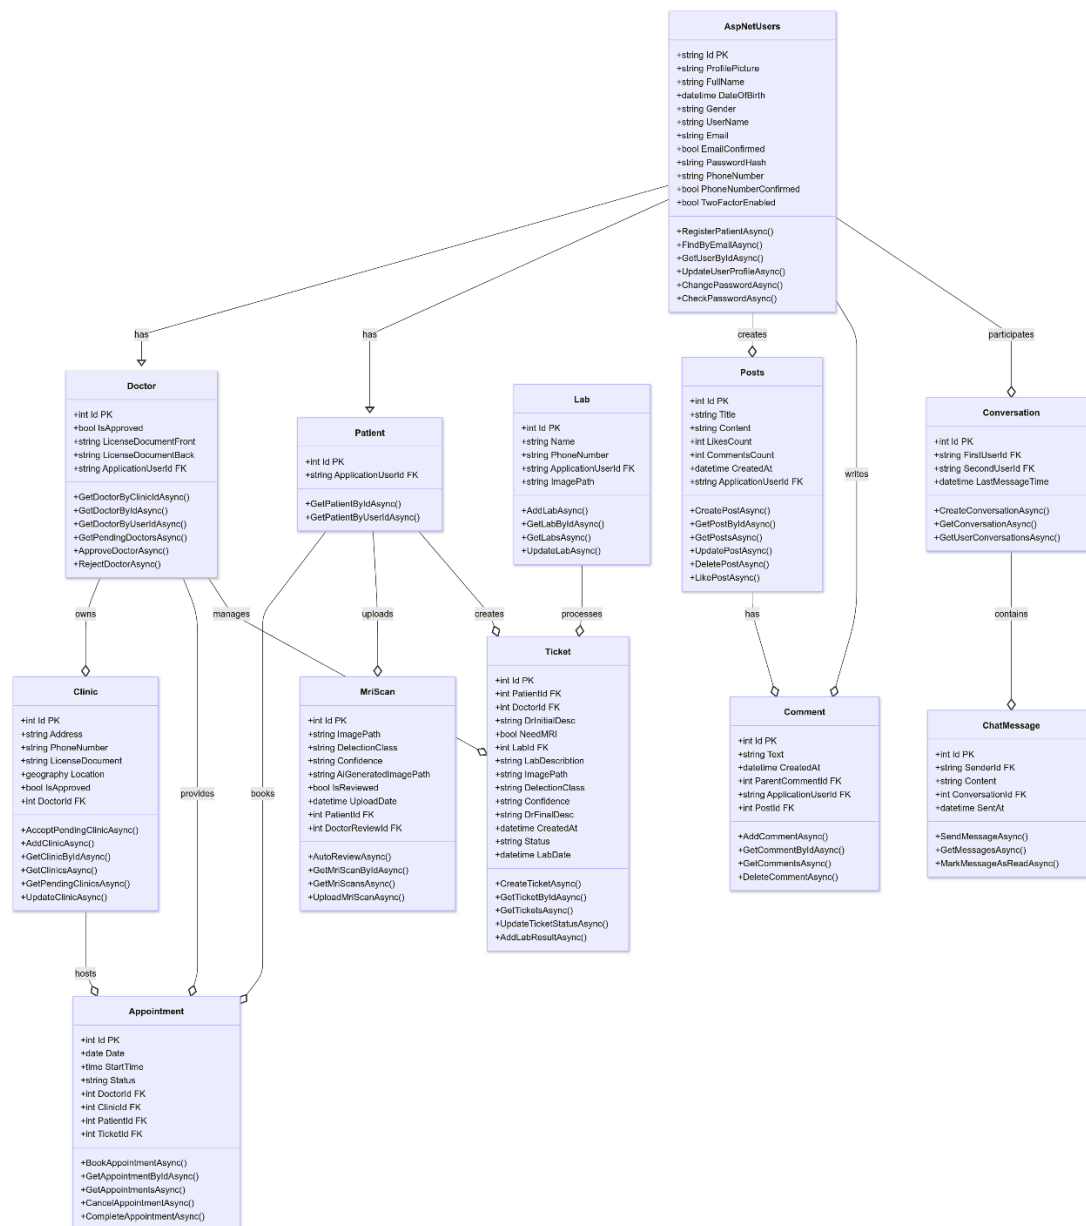 AspNetUsers
+string Id PK
+string ProfilePicture
+string FullName
+datetime DateOfBirth
+string Gender
+string UserName
+string Email
+bool EmailConfirmed
+string PasswordHash
+string PhoneNumber
+bool PhoneNumberConfirmed
+bool TwoFactorEnabled
+RegisterPatientAsync()
+FindByEmailAsync()
+GetUserByIdAsync()
+UpdateUserProfileAsync()
+ChangePasswordAsync()
+CheckPasswordAsync()
has
has
creates
participates
writes
Doctor
+int Id PK
+bool IsApproved
+string LicenseDocumentFront
+string LicenseDocumentBack
+string ApplicationUserId FK
+GetDoctorByClinicIdAsync()
+GetDoctorByIdAsync()
+GetDoctorByUserIdAsync()
+GetPendingDoctorsAsync()
+ApproveDoctorAsync()
+RejectDoctorAsync()
Patient
+int Id PK
+string ApplicationUserId FK
+GetPatientByIdAsync()
+GetPatientByUserIdAsync()
Lab
+int Id PK
+string Name
+string PhoneNumber
+string ApplicationUserId FK
+string ImagePath
+AddLabAsync()
+GetLabByIdAsync()
+GetLabsAsync()
+UpdateLabAsync()
Posts
+int Id PK
+string Title
+string Content
+int LikesCount
+int CommentsCount
+datetime CreatedAt
+string ApplicationUserId FK
+CreatePostAsync()
+GetPostByIdAsync()
+GetPostsAsync()
+UpdatePostAsync()
+DeletePostAsync()
+LikePostAsync()
Conversation
+int Id PK
+string FirstUserId FK
+string SecondUserId FK
+datetime LastMessageTime
+CreateConversationAsync()
+GetConversationAsync()
+GetUserConversationsAsync()
owns
manages
uploads
creates
processes
has
contains
Clinic
+int Id PK
+string Address
+string PhoneNumber
+string LicenseDocument
+geography Location
+bool IsApproved
+int DoctorId FK
+AcceptPendingClinicAsync()
+AddClinicAsync()
+GetClinicByIdAsync()
+GetClinicsAsync()
+GetPendingClinicsAsync()
+UpdateClinicAsync()
provides
books
MriScan
+int Id PK
+string ImagePath
+string DetectionClass
+string Confidence
+string AiGeneratedImagePath
+bool IsReviewed
+datetime UploadDate
+int PatientId FK
+int DoctorReviewId FK
+AutoReviewAsync()
+GetMriScanByIdAsync()
+GetMriScansAsync()
+UploadMriScanAsync()
Ticket
+int Id PK
+int PatientId FK
+int DoctorId FK
+string DrInitialDesc
+bool NeedMRI
+int LabId FK
+string LabDescribtion
+string ImagePath
+string DetectionClass
+string Confidence
+string DrFinalDesc
+datetime CreatedAt
+string Status
+datetime LabDate
+CreateTicketAsync()
+GetTicketByIdAsync()
+GetTicketsAsync()
+UpdateTicketStatusAsync()
+AddLabResultAsync()
Comment
+int Id PK
+string Text
+datetime CreatedAt
+int ParentCommentId FK
+string ApplicationUserId FK
+int PostId FK
+AddCommentAsync()
+GetCommentByIdAsync()
+GetCommentsAsync()
+DeleteCommentAsync()
ChatMessage
+int Id PK
+string SenderId FK
+string Content
+int ConversationId FK
+datetime SentAt
+SendMessageAsync()
+GetMessagesAsync()
+MarkMessageAsReadAsync()
hosts
Appointment
+int Id PK
+date Date
+time StartTime
+string Status
+int DoctorId FK
+int ClinicId FK
+int PatientId FK
+int TicketId FK
+BookAppointmentAsync()
+GetAppointmentByIdAsync()
+GetAppointmentsAsync()
+CancelAppointmentAsync()
+CompleteAppointmentAsync()